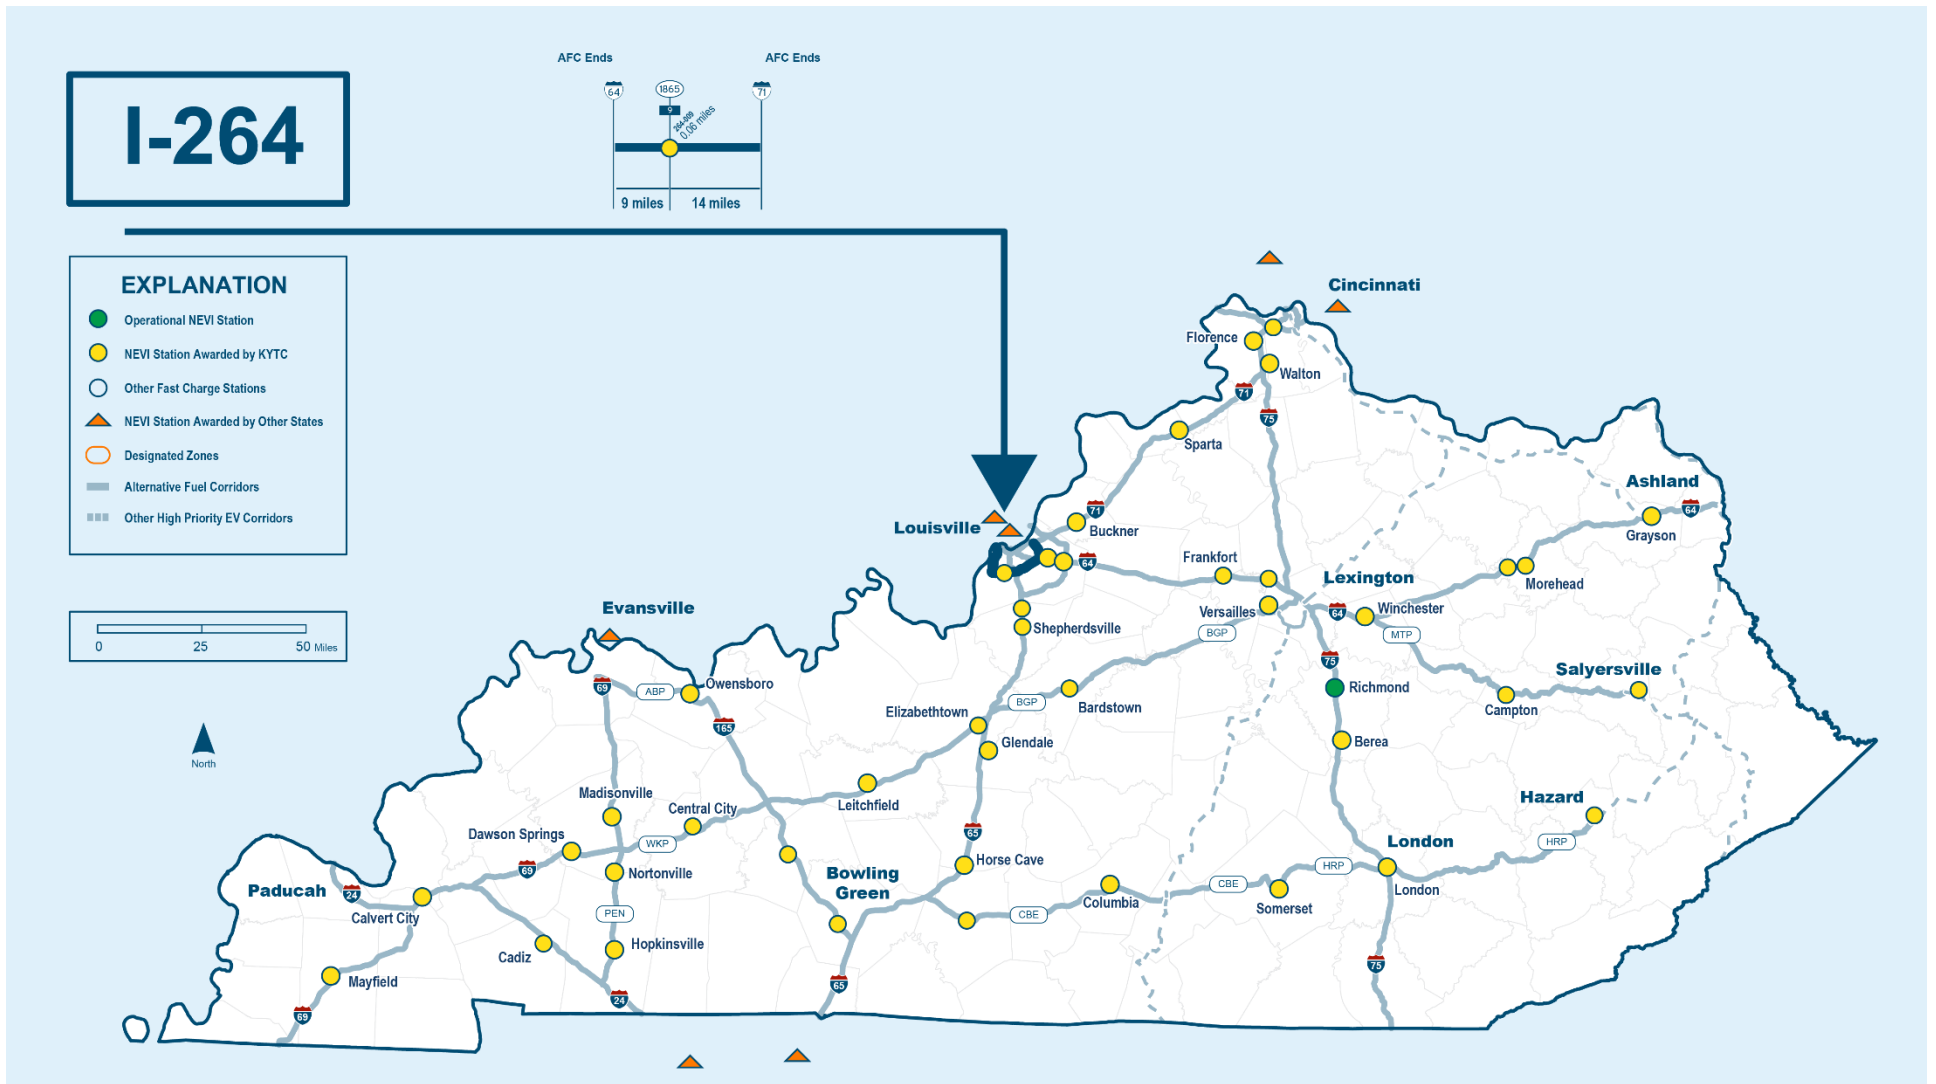 I-264
AFC Ends
AFC Ends
64
1865
71
9
264-009
0.06 miles
9 miles
14 miles
EXPLANATION
Operational NEVI Station
NEVI Station Awarded by KYTC
Other Fast Charge Stations
NEVI Station Awarded by Other States
Designated Zones
Alternative Fuel Corridors
Other High Priority EV Corridors
0
25
50 Miles
North
Cincinnati
Florence
Walton
71
75
Sparta
Ashland
64
Grayson
71
Buckner
Louisville
64
Frankfort
Lexington
Morehead
Versailles
64
Winchester
Evansville
Shepherdsville
BGP
MTP
75
Salyersville
69
ABP
Owensboro
Richmond
BGP
Bardstown
Campton
Elizabethtown
165
Glendale
Berea
Madisonville
Central City
Leitchfield
Hazard
Dawson Springs
WKP
65
HRP
London
69
Nortonville
Bowling
Green
Horse Cave
HRP
Paducah
24
CBE
London
Calvert City
PEN
CBE
Columbia
Somerset
Cadiz
Hopkinsville
Mayfield
65
75
69
24